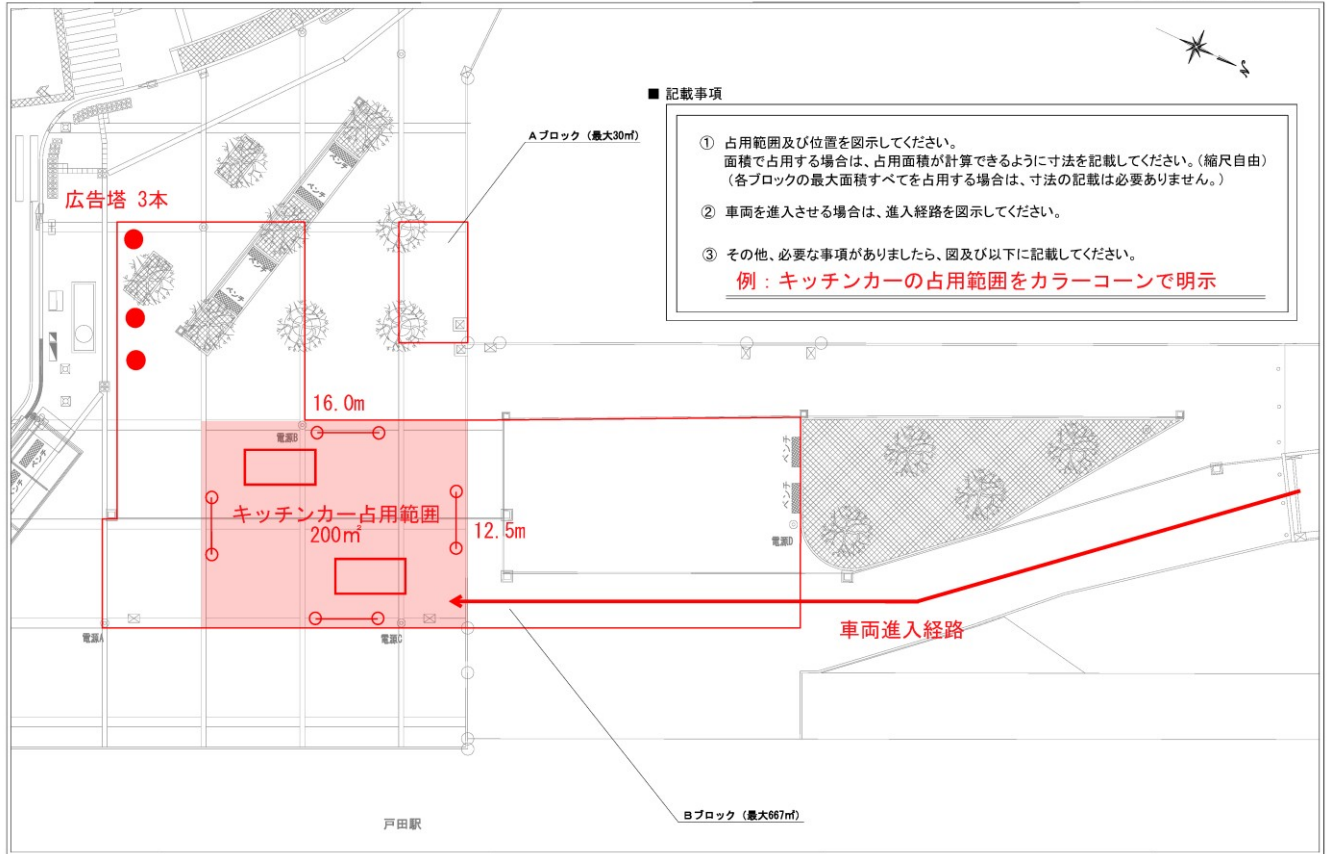 ■ 記載事項
① 占用範囲及び位置を図示してください。
面積で占用する場合は、占用面積が計算できるように寸法を記載してください。（縮尺自由）
（各ブロックの最大面積すべてを占用する場合は、寸法の記載は必要ありません。）
② 車両を進入させる場合は、進入経路を図示してください。
③ その他、必要な事項がありましたら、図及び以下に記載してください。
例：キッチンカーの占用範囲をカラーコーンで明示
N
Aブロック（最大30㎡）
広告塔 3本
ベンチ
ベンチ
ベンチ
ベンチ
16.0m
電源B
キッチンカー占用範囲
200㎡
12.5m
ベンチ
ベンチ
ベンチ
ベンチ
電源D
電源A
電源C
車両進入経路
Bブロック（最大667㎡）
戸田駅